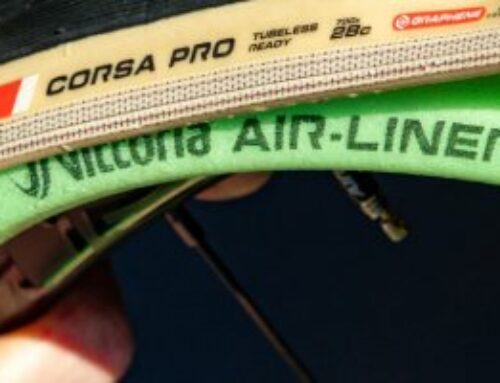 CORSA PRO TUBELESS READY 700x 28c GRAPHENE
Vittoria AIR-LINER